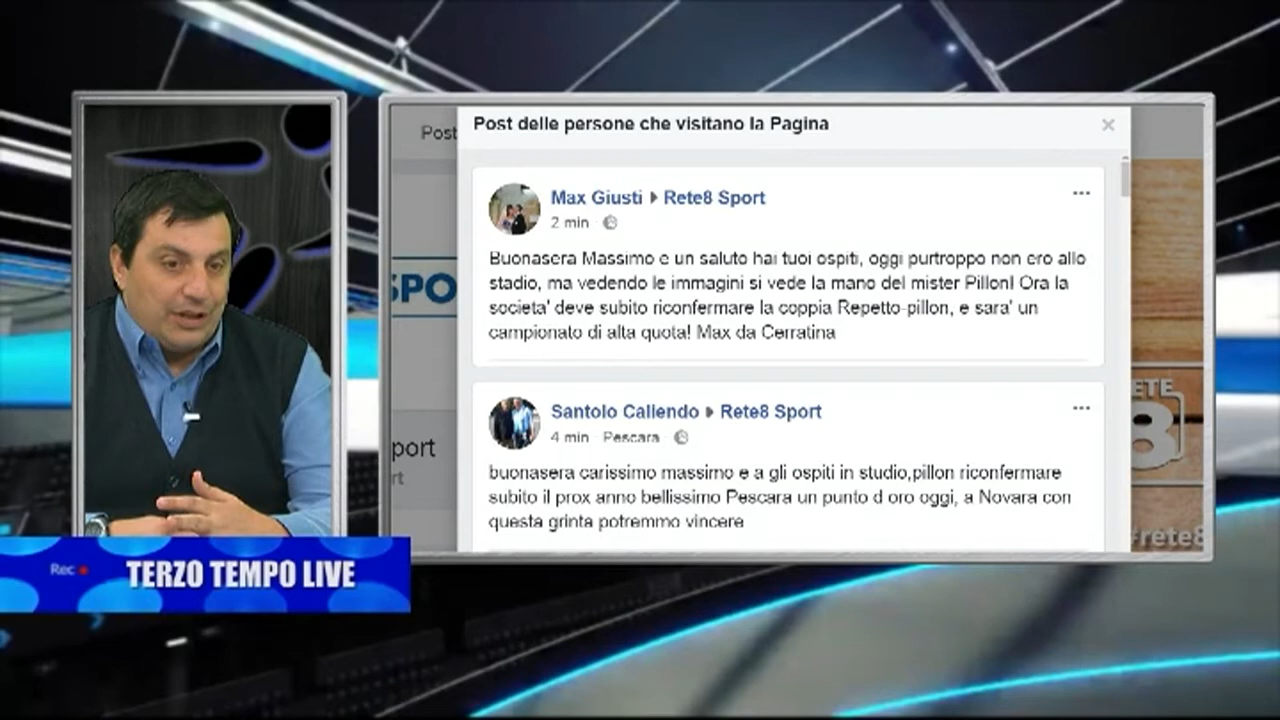 Post
Post delle persone che visitano la Pagina
×
Max Giusti Rete8 Sport
2 min
Buonasera Massimo e un saluto hai tuoi ospiti, oggi purtroppo non ero allo
stadio, ma vedendo le immagini si vede la mano del mister Pillon! Ora la
societa' deve subito riconfermare la coppia Repetto-pillon, e sara' un
campionato di alta quota! Max da Cerratina
SPO
Santolo Caliendo Rete8 Sport
4 min · Pescara
buonasera carissimo massimo e a gli ospiti in studio,pillon riconfermare
subito il prox anno bellissimo Pescara un punto d oro oggi, a Novara con
questa grinta potremmo vincere
port
rt
ETE
8
#rete8
Rec
TERZO TEMPO LIVE